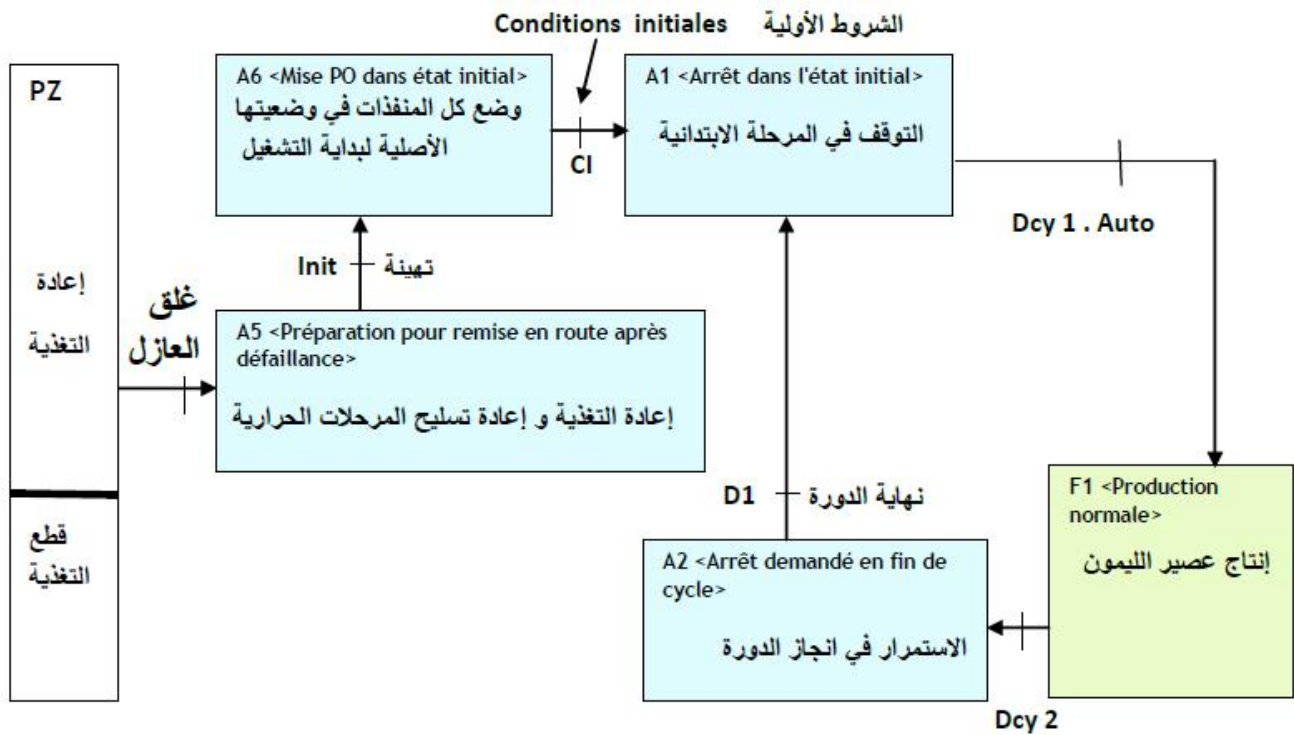 Conditions initiales الشروط الأولية
PZ
إعادة
التغذية
قطع
التغذية
غلق
العازل
A6 <Mise PO dans état initial>
وضع كل المنفذات في وضعيتها
الأصلية لبداية التشغيل
CI
A1 <Arrêt dans l'état initial>
التوقف في المرحلة الابتدائية
Dcy 1 . Auto
Init تهيئة
A5 <Préparation pour remise en route après
défaillance>
إعادة التغذية و إعادة تسليح المرحلات الحرارية
D1 نهاية الدورة
A2 <Arrêt demandé en fin de
cycle>
الاستمرار في انجاز الدورة
F1 <Production
normale>
إنتاج عصير الليمون
Dcy 2